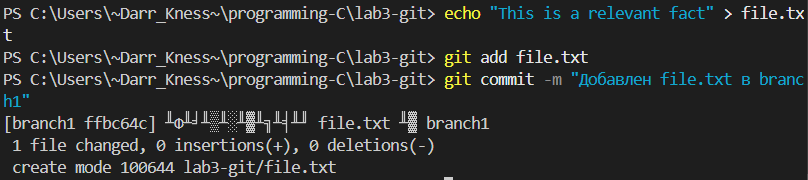 PS C:\Users\~Darr_Kness~\programming-C\lab3-git> echo "This is a relevant fact" > file.tx
t
PS C:\Users\~Darr_Kness~\programming-C\lab3-git> git add file.txt
PS C:\Users\~Darr_Kness~\programming-C\lab3-git> git commit -m "Добавлен file.txt в branc
h1"
[branch1 ffbc64c] file.txt branch1
 1 file changed, 0 insertions(+), 0 deletions(-)
 create mode 100644 lab3-git/file.txt